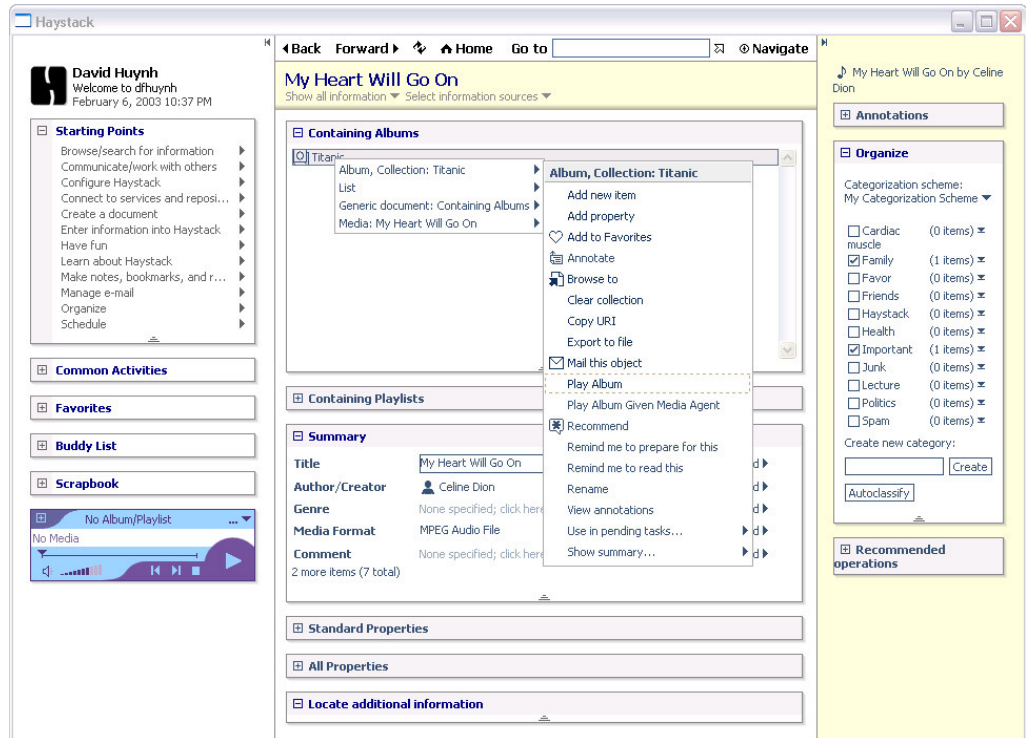 Haystack
David Huynh
Welcome to dfhuynh
February 6, 2003 10:37 PM
Starting Points
Browse/search for information
Communicate/work with others
Configure Haystack
Connect to services and reposi...
Create a document
Enter information into Haystack
Have fun
Learn about Haystack
Make notes, bookmarks, and r...
Manage e-mail
Organize
Schedule
Common Activities
Favorites
Buddy List
Scrapbook
No Album/Playlist ...
No Media
Back Forward Home Go to Navigate
My Heart Will Go On
Show all information Select information sources
Containing Albums
Titanic
Album, Collection: Titanic
List
Generic document: Containing Albums
Media: My Heart Will Go On
Album, Collection: Titanic
Add new item
Add property
Add to Favorites
Annotate
Browse to
Clear collection
Copy URI
Export to file
Mail this object
Play Album
Play Album Given Media Agent
Recommend
Remind me to prepare for this
Remind me to read this
Rename
View annotations
Use in pending tasks...
Show summary...
Containing Playlists
Summary
Title My Heart Will Go On d
Author/Creator Celine Dion d
Genre None specified; click here d
Media Format MPEG Audio File d
Comment None specified; click here d
2 more items (7 total)
Standard Properties
All Properties
Locate additional information
My Heart Will Go On by Celine
Dion
Annotations
Organize
Categorization scheme:
My Categorization Scheme
Cardiac (0 items)
muscle
Family (1 items)
Favor (0 items)
Friends (0 items)
Haystack (0 items)
Health (0 items)
Important (1 items)
Junk (0 items)
Lecture (0 items)
Politics (0 items)
Spam (0 items)
Create new category:
Create
Autoclassify
Recommended
operations